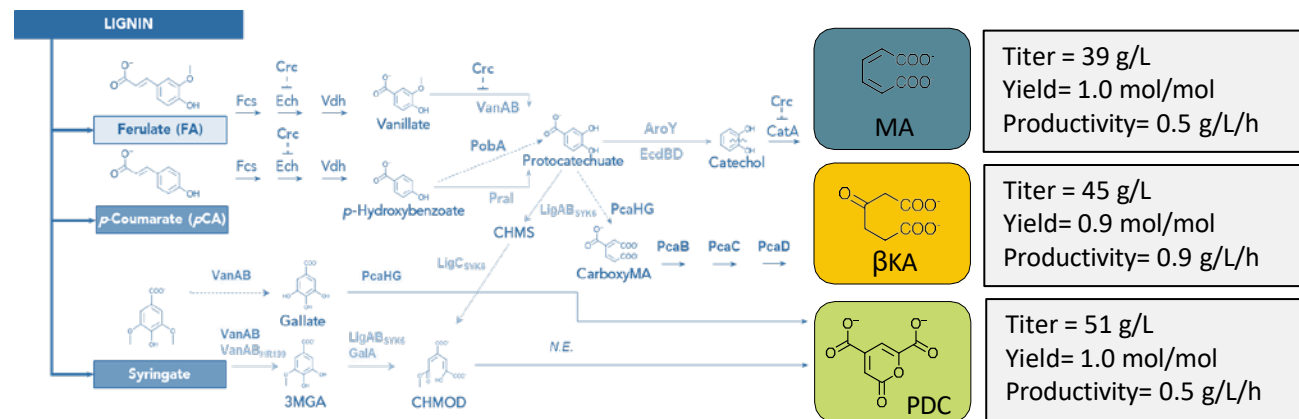 LIGNIN
Ferulate (FA)
Fcs
Crc
Ech
Vdh
Vanillate
Crc
VanAB
p-Coumarate (pCA)
Fcs
Crc
Ech
Vdh
p-Hydroxybenzoate
PobA
PraI
Protocatechuate
AroY
EcdBD
Catechol
Crc
CatA
LigAB SYK6
CHMS
PcaHG
CarboxyMA
PcaB
PcaC
PcaD
LigC SYK6
VanAB
Gallate
PcaHG
Syringate
VanAB
VanAB HR199
3MGA
LigAB SYK6
GalA
CHMOD
N.E.
COO⁻
COO⁻
MA
Titer = 39 g/L
Yield= 1.0 mol/mol
Productivity= 0.5 g/L/h
O
COO⁻
COO⁻
βKA
Titer = 45 g/L
Yield= 0.9 mol/mol
Productivity= 0.9 g/L/h
O⁻
O⁻
O
O
O
O
PDC
Titer = 51 g/L
Yield= 1.0 mol/mol
Productivity= 0.5 g/L/h